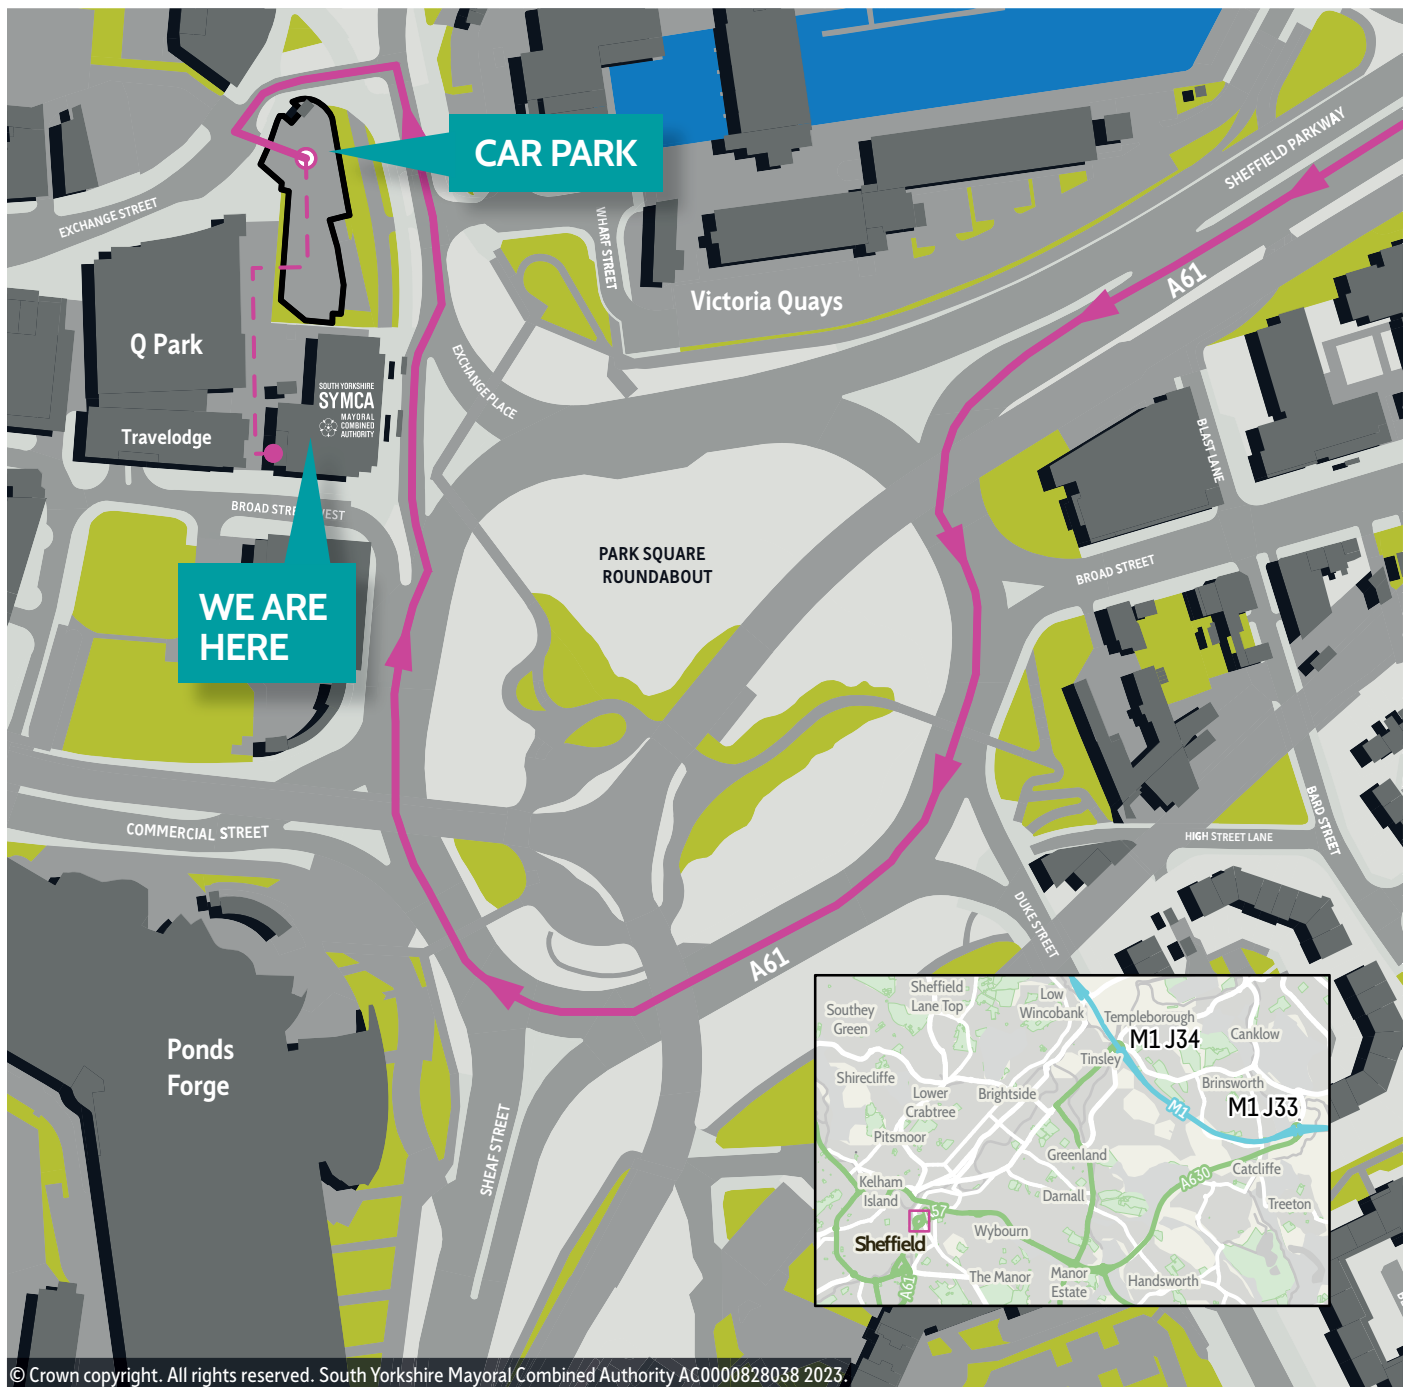 CAR PARK
SHEFFIELD PARKWAY
EXCHANGE STREET
WHARF STREET
A61
Victoria Quays
Q Park
EXCHANGE PLACE
SOUTH YORKSHIRE
SYMCA
MAYORAL
COMBINED
AUTHORITY
Travelodge
BLAST LANE
BROAD STREET WEST
PARK SQUARE
ROUNDABOUT
BROAD STREET
WE ARE
HERE
COMMERCIAL STREET
BARD STREET
HIGH STREET LANE
DUKE STREET
A61
Ponds
Forge
SHEAF STREET
Sheffield
Lane Top
Low
Wincobank
Southey
Green
Templeborough
M1 J34
Canklow
Tinsley
Shirecliffe
Brinsworth
Lower
Crabtree
Brightside
M1
M1 J33
Pitsmoor
Greenland
Catcliffe
Kelham
Island
A630
Darnall
Treeton
57
Wybourn
Sheffield
The Manor
Manor
Estate
Handsworth
A61
© Crown copyright. All rights reserved. South Yorkshire Mayoral Combined Authority AC0000828038 2023.